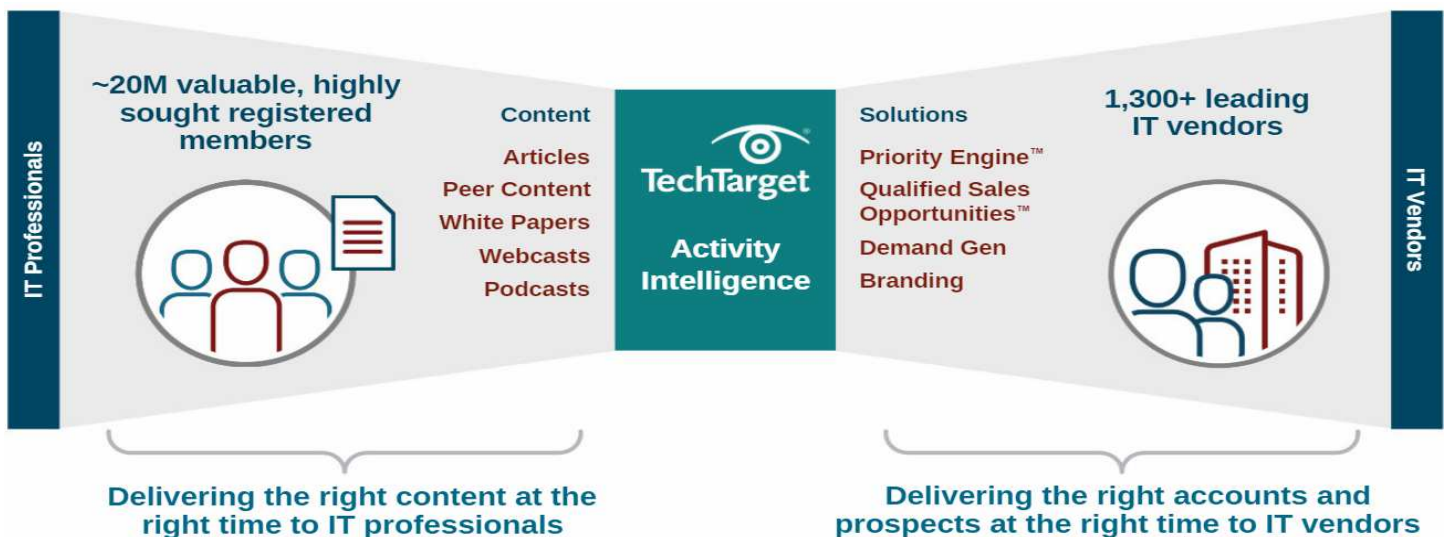 IT Professionals
~20M valuable, highly
sought registered
members
Content
Articles
Peer Content
White Papers
Webcasts
Podcasts
TechTarget®
Activity
Intelligence
Solutions
Priority Engine™
Qualified Sales
Opportunities™
Demand Gen
Branding
1,300+ leading
IT vendors
IT Vendors
Delivering the right content at the
right time to IT professionals
Delivering the right accounts and
prospects at the right time to IT vendors